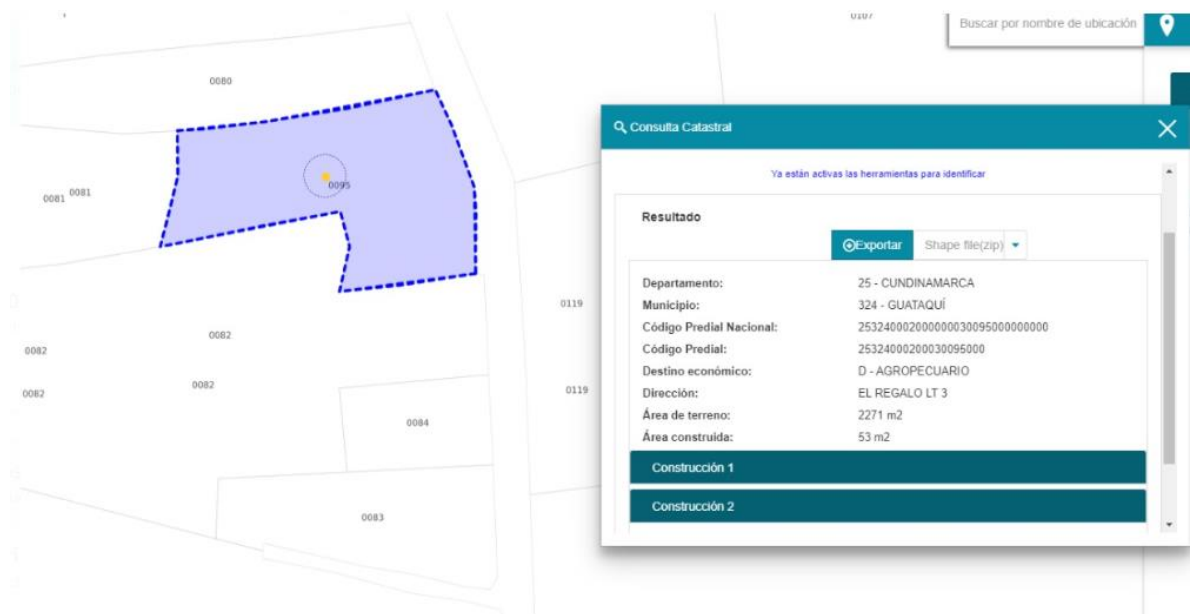 0107
Buscar por nombre de ubicación
0080
0095
0081 0081
0082
0082
0082
0082
0084
0083
0119
0119
Consulta Catastral
Ya están activas las herramientas para identificar
Resultado
Exportar Shape file(zip)
Departamento: 25 - CUNDINAMARCA
Municipio: 324 - GUATAQUÍ
Código Predial Nacional: 253240002000000030095000000000
Código Predial: 25324000200030095000
Destino económico: D - AGROPECUARIO
Dirección: EL REGALO LT 3
Área de terreno: 2271 m2
Área construida: 53 m2
Construcción 1
Construcción 2